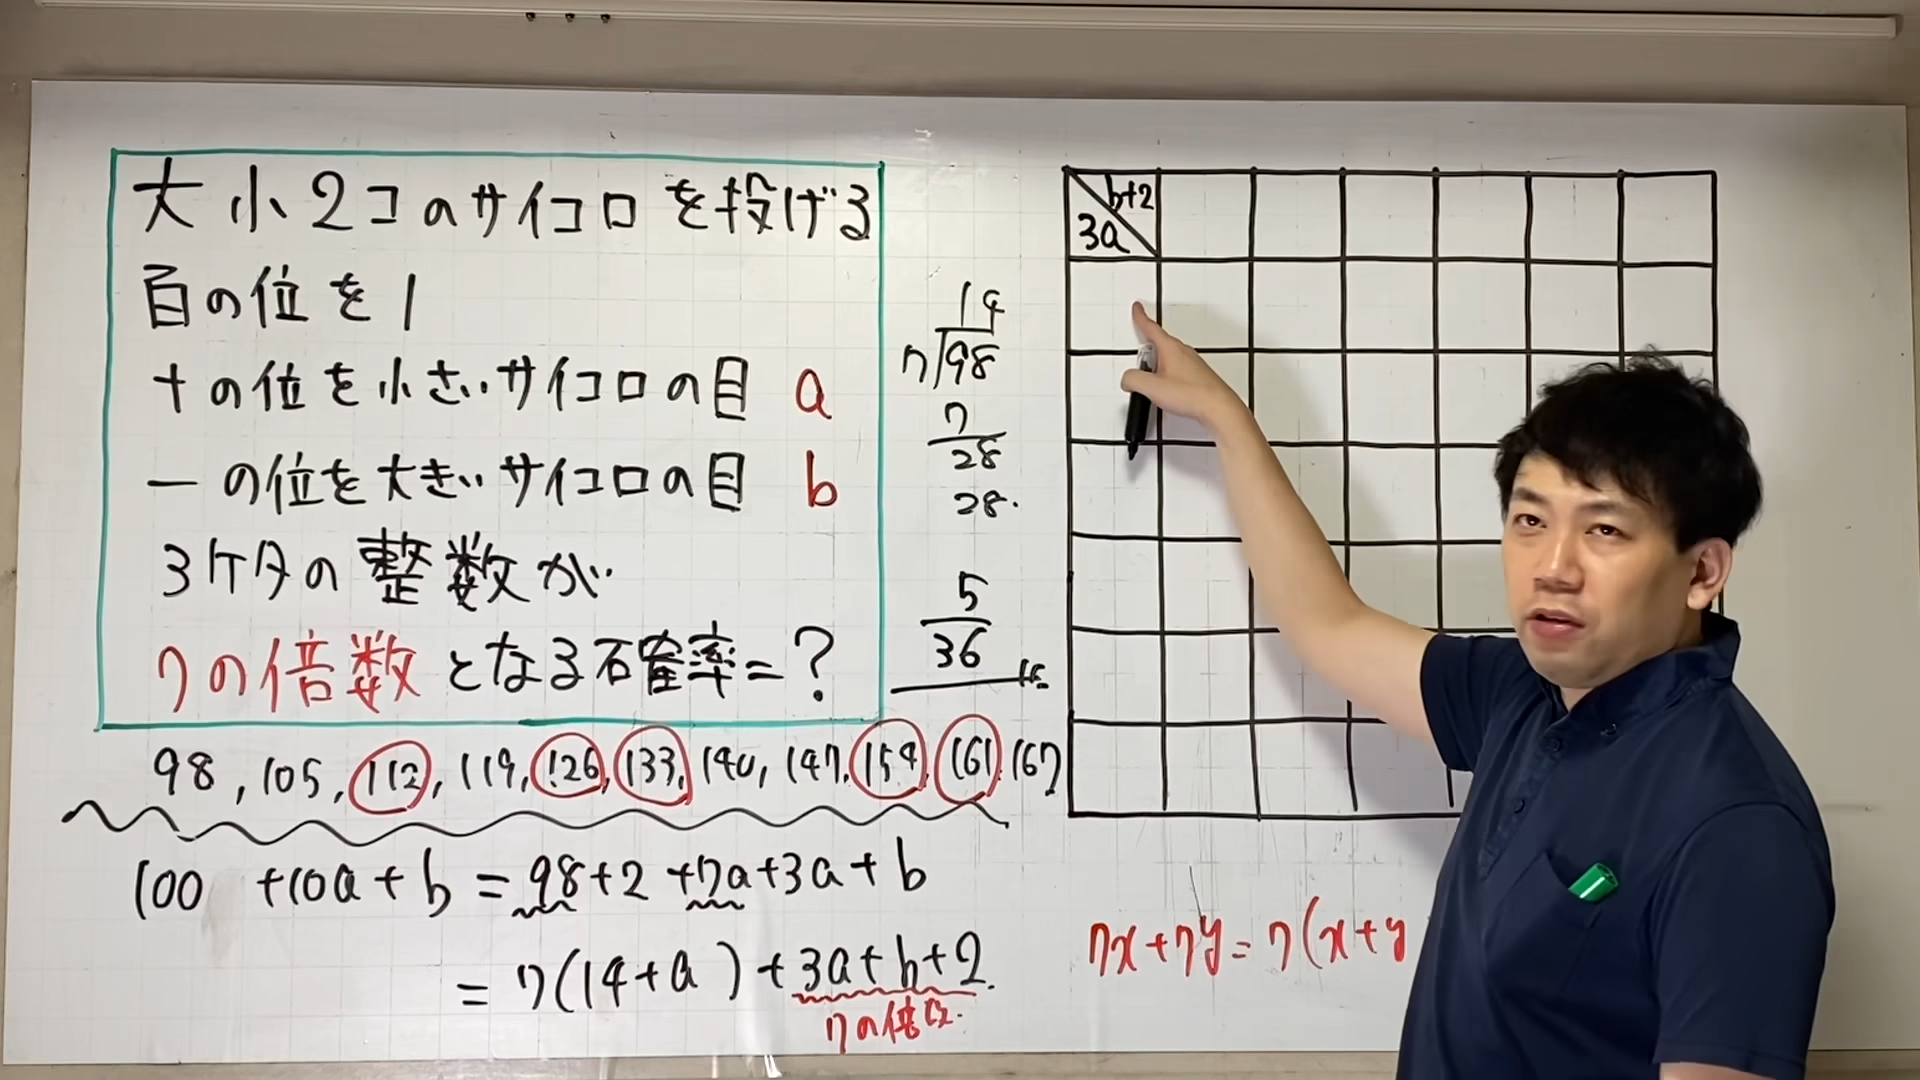 大小2コのサイコロを投げる
百の位を1
十の位を小さいサイコロの目 a
一の位を大きいサイコロの目 b
3ケタの整数が
7の倍数となる確率=?
98, 105, 112, 119, 126, 133, 140, 147, 154, 161, 167
100 +10a+b=98+2+7a+3a+b
=7(14+a)+3a+b+2
7の倍数
14
7)98
7
28
28
5
36
b+2
3a
7x+7y=7(x+y